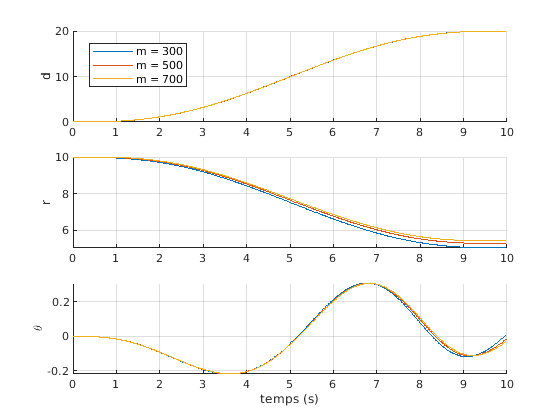 d
20
10
0
m = 300
m = 500
m = 700
0 1 2 3 4 5 6 7 8 9 10
r
10
8
6
0 1 2 3 4 5 6 7 8 9 10
θ
0.2
0
-0.2
0 1 2 3 4 5 6 7 8 9 10
temps (s)